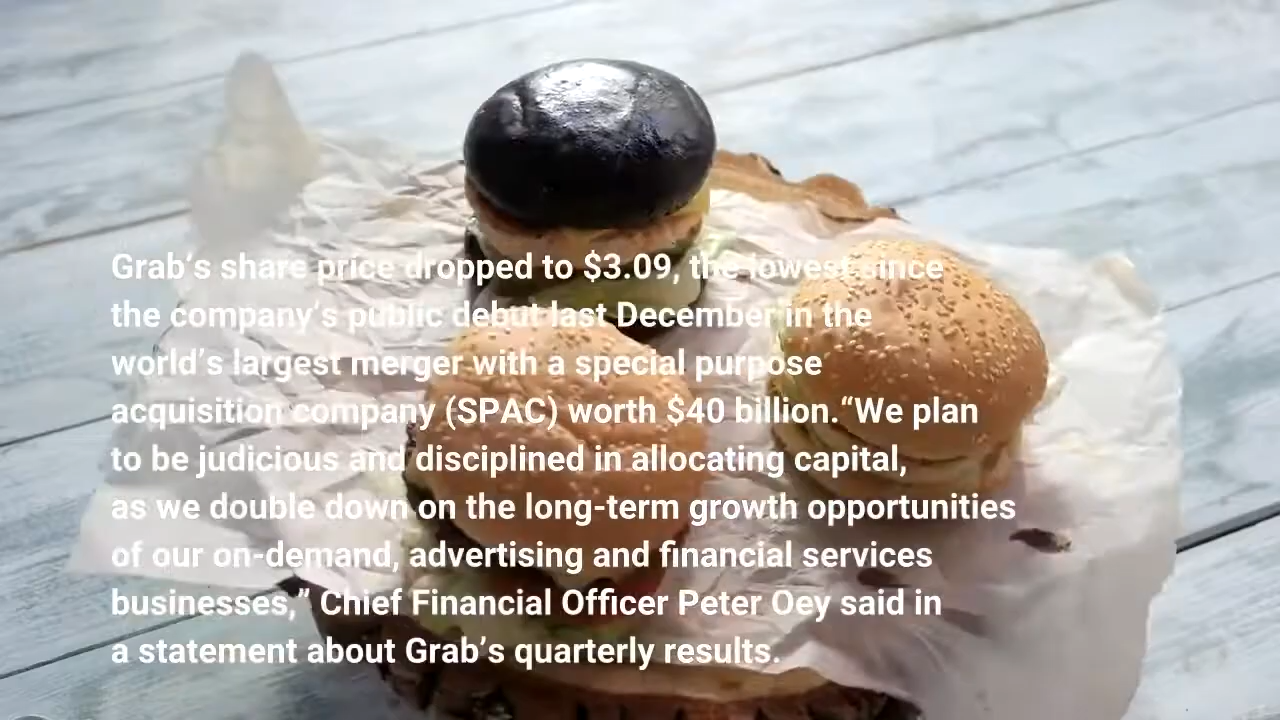 Grab‘s share price dropped to $3.09, the lowest since
the company’s public debut last December in the
world’s largest merger with a special purpose
acquisition company (SPAC) worth $40 billion.“We plan
to be judicious and disciplined in allocating capital,
as we double down on the long-term growth opportunities
of our on-demand, advertising and financial services
businesses,” Chief Financial Officer Peter Oey said in
a statement about Grab’s quarterly results.